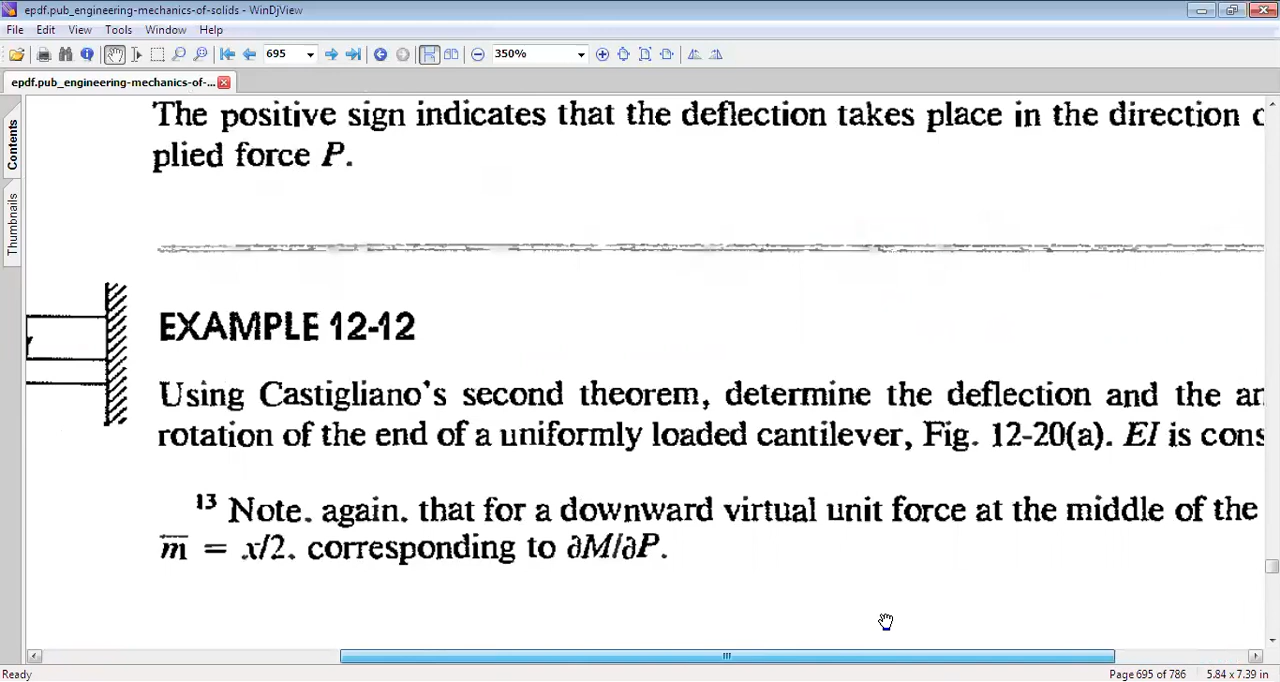 epdf.pub_engineering-mechanics-of-solids - WinDjView
File Edit View Tools Window Help
695 350%
epdf.pub_engineering-mechanics-of-...
Contents
Thumbnails
The positive sign indicates that the deflection takes place in the direction
plied force P.
EXAMPLE 12-12
Using Castigliano's second theorem, determine the deflection and the
rotation of the end of a uniformly loaded cantilever, Fig. 12-20(a). EI is cons
13 Note. again. that for a downward virtual unit force at the middle of the
m̅ = x/2. corresponding to ∂M/∂P.
Ready Page 695 of 786 5.84 x 7.39 in